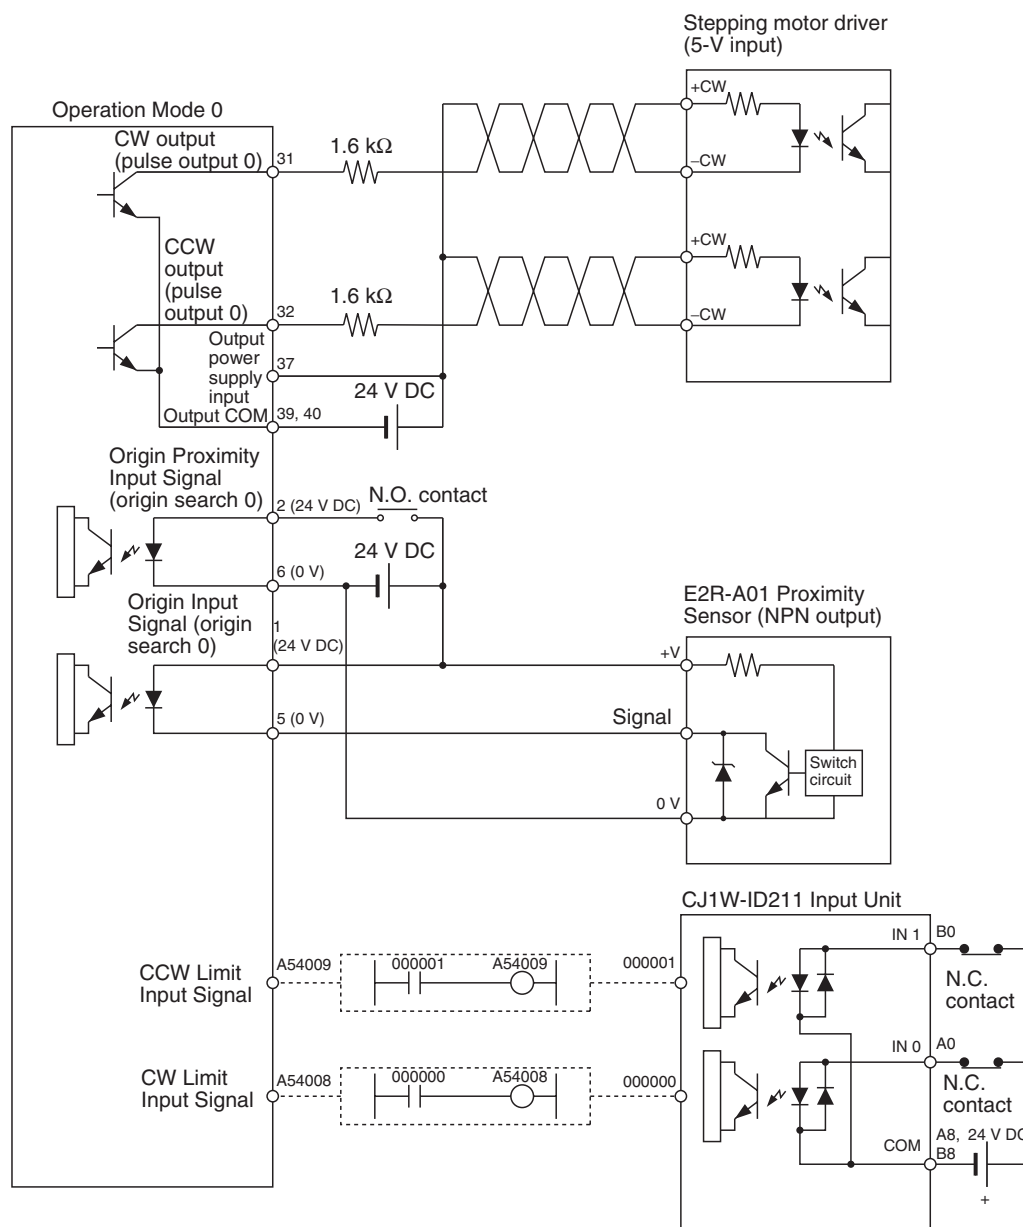 Stepping motor driver
(5-V input)
Operation Mode 0
CW output
(pulse output 0)
31
1.6 kΩ
+CW
−CW
CCW
output
(pulse
output 0)
32
1.6 kΩ
+CW
−CW
Output
power
supply
input
37
24 V DC
Output COM
39, 40
Origin Proximity
Input Signal
(origin search 0)
2 (24 V DC)
N.O. contact
24 V DC
6 (0 V)
Origin Input
Signal (origin
search 0)
1
(24 V DC)
5 (0 V)
E2R-A01 Proximity
Sensor (NPN output)
+V
Signal
Switch
circuit
0 V
CJ1W-ID211 Input Unit
IN 1
B0
N.C.
contact
CCW Limit
Input Signal
A54009
000001
A54009
000001
IN 0
A0
N.C.
contact
CW Limit
Input Signal
A54008
000000
A54008
000000
COM
A8,
B8
24 V DC
+